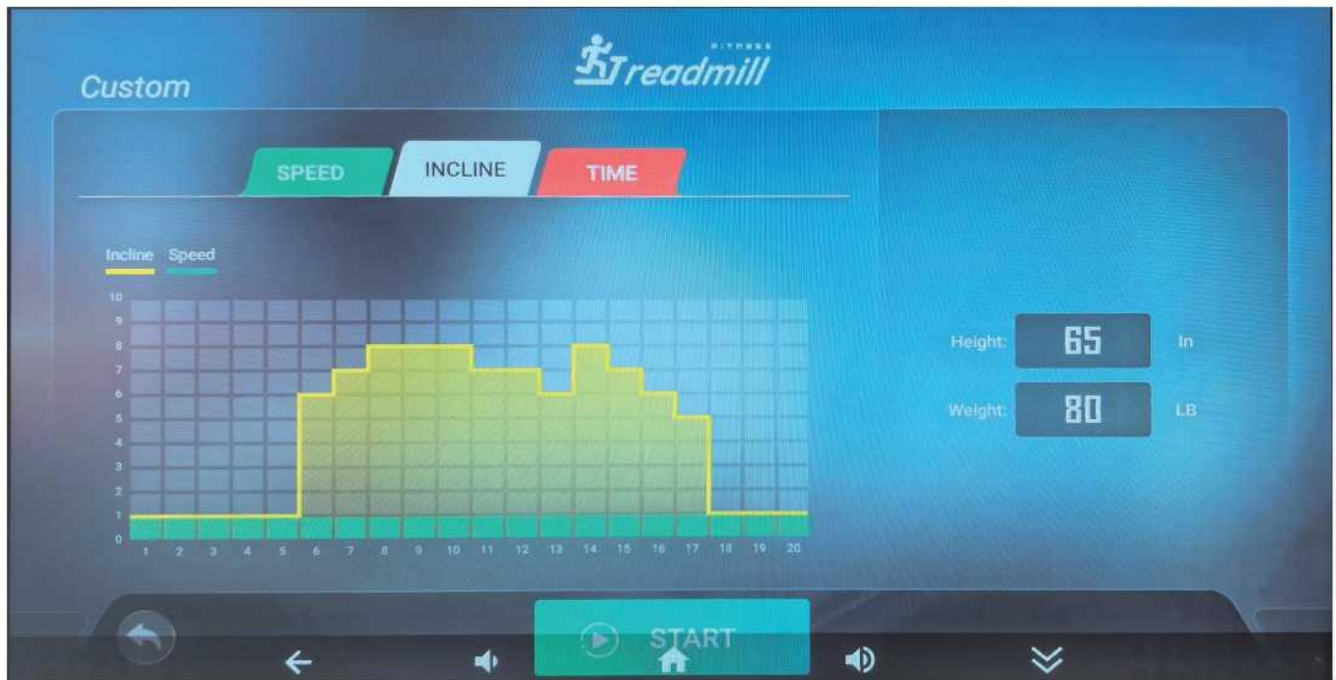 FITNESS
Treadmill
Custom
SPEED INCLINE TIME
Incline Speed
10
9
8
7
6
5
4
3
2
1
0
1 2 3 4 5 6 7 8 9 10 11 12 13 14 15 16 17 18 19 20
Height: 65 In
Weight: 80 LB
START